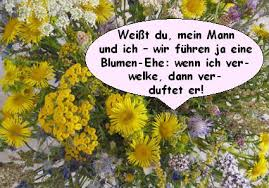 Weißt du, mein Mann
und ich – wir führen ja eine
Blumen-Ehe: wenn ich ver-
welke, dann ver-
duftet er!